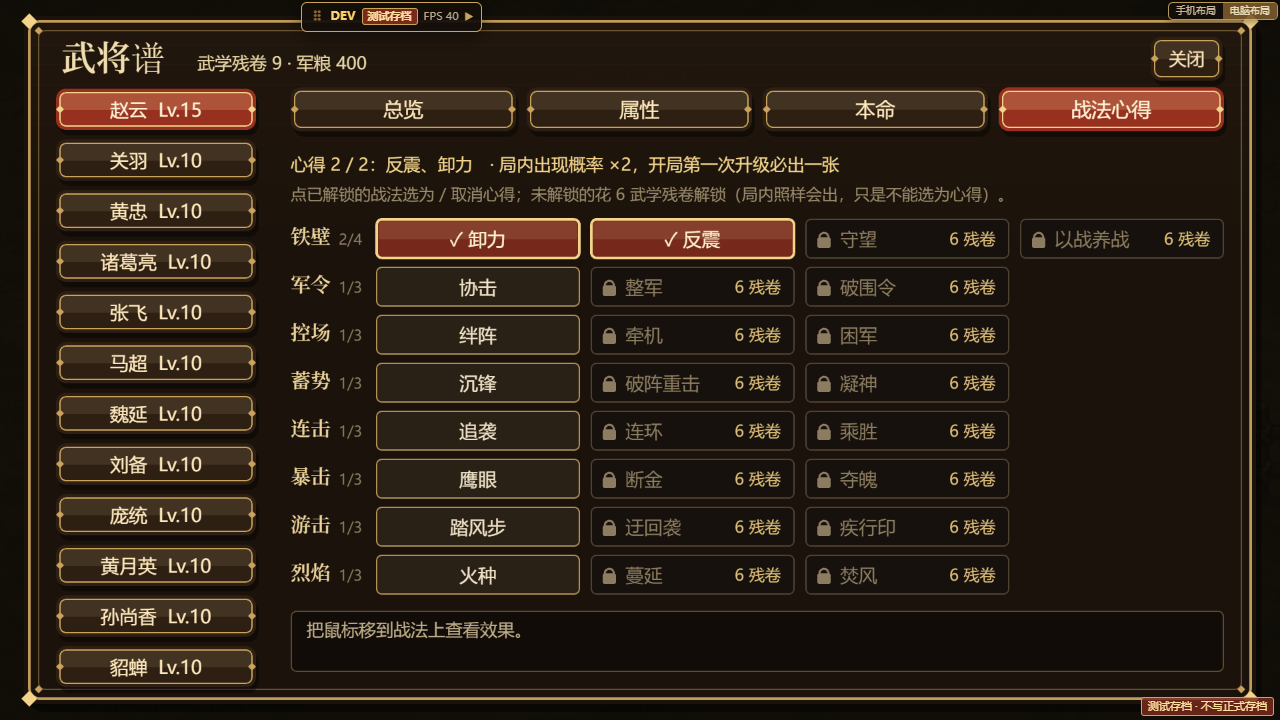 DEV 测试存档 FPS 40 ▶
手机布局 电脑布局
武将谱 武学残卷 9 · 军粮 400
关闭
赵云 Lv.15
关羽 Lv.10
黄忠 Lv.10
诸葛亮 Lv.10
张飞 Lv.10
马超 Lv.10
魏延 Lv.10
刘备 Lv.10
庞统 Lv.10
黄月英 Lv.10
孙尚香 Lv.10
貂蝉 Lv.10
总览 属性 本命 战法心得
心得 2 / 2：反震、卸力 · 局内出现概率 ×2，开局第一次升级必出一张
点已解锁的战法选为 / 取消心得；未解锁的花 6 武学残卷解锁（局内照样会出，只是不能选为心得）。
铁壁 2/4 ✓ 卸力 ✓ 反震 守望 6 残卷 以战养战 6 残卷
军令 1/3 协击 整军 6 残卷 破围令 6 残卷
控场 1/3 绊阵 牵机 6 残卷 困军 6 残卷
蓄势 1/3 沉锋 破阵重击 6 残卷 凝神 6 残卷
连击 1/3 追袭 连环 6 残卷 乘胜 6 残卷
暴击 1/3 鹰眼 断金 6 残卷 夺魄 6 残卷
游击 1/3 踏风步 迂回袭 6 残卷 疾行印 6 残卷
烈焰 1/3 火种 蔓延 6 残卷 焚风 6 残卷
把鼠标移到战法上查看效果。
测试存档 · 不写正式存档